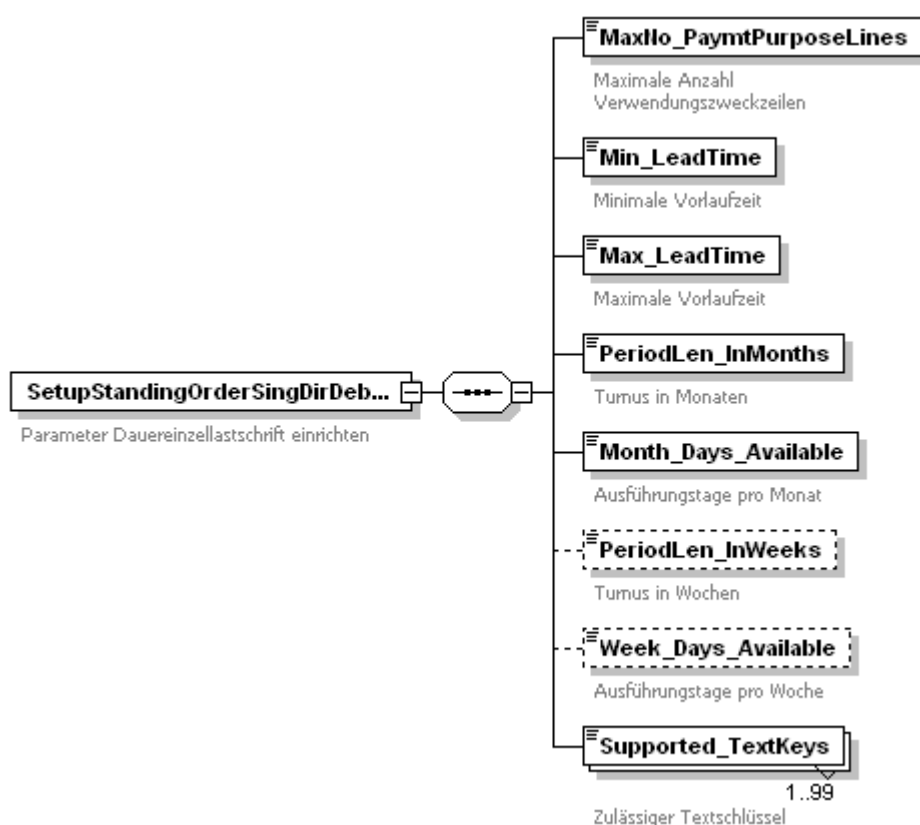 MaxNo_PaymtPurposeLines
Maximale Anzahl
Verwendungszweckzeilen
Min_LeadTime
Minimale Vorlaufzeit
Max_LeadTime
Maximale Vorlaufzeit
PeriodLen_InMonths
Turnus in Monaten
SetupStandingOrderSingDirDeb...
Parameter Dauereinzellastschrift einrichten
Month_Days_Available
Ausführungstage pro Monat
PeriodLen_InWeeks
Turnus in Wochen
Week_Days_Available
Ausführungstage pro Woche
Supported_TextKeys
1..99
Zulässiger Textschlüssel